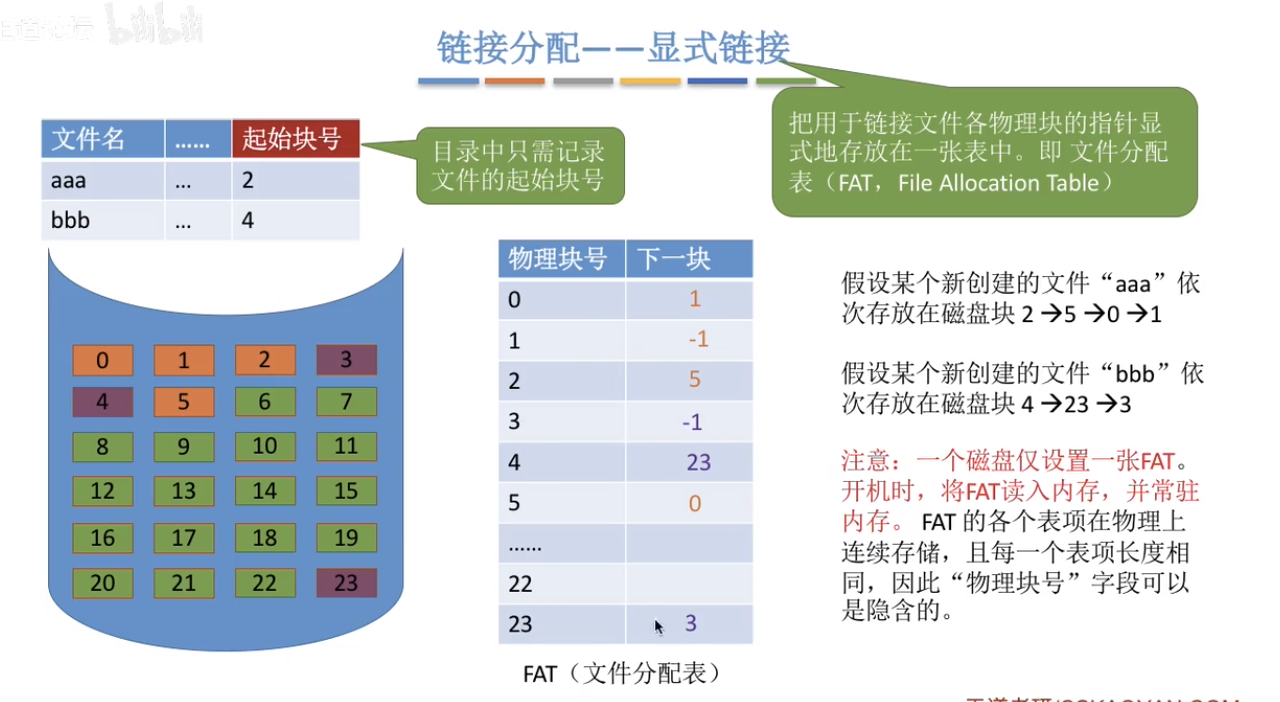 bilibili
链接分配——显式链接
把用于链接文件各物理块的指针显
式地存放在一张表中。即 文件分配
表（FAT，File Allocation Table）
文件名 …… 起始块号
aaa … 2
bbb … 4
目录中只需记录
文件的起始块号
0 1 2 3
4 5 6 7
8 9 10 11
12 13 14 15
16 17 18 19
20 21 22 23
物理块号 下一块
0 1
1 -1
2 5
3 -1
4 23
5 0
……
22
23 3
FAT（文件分配表）
假设某个新创建的文件“aaa”依
次存放在磁盘块 2 →5 →0 →1
假设某个新创建的文件“bbb”依
次存放在磁盘块 4 →23 →3
注意：一个磁盘仅设置一张FAT。
开机时，将FAT读入内存，并常驻
内存。 FAT 的各个表项在物理上
连续存储，且每一个表项长度相
同，因此“物理块号”字段可以
是隐含的。